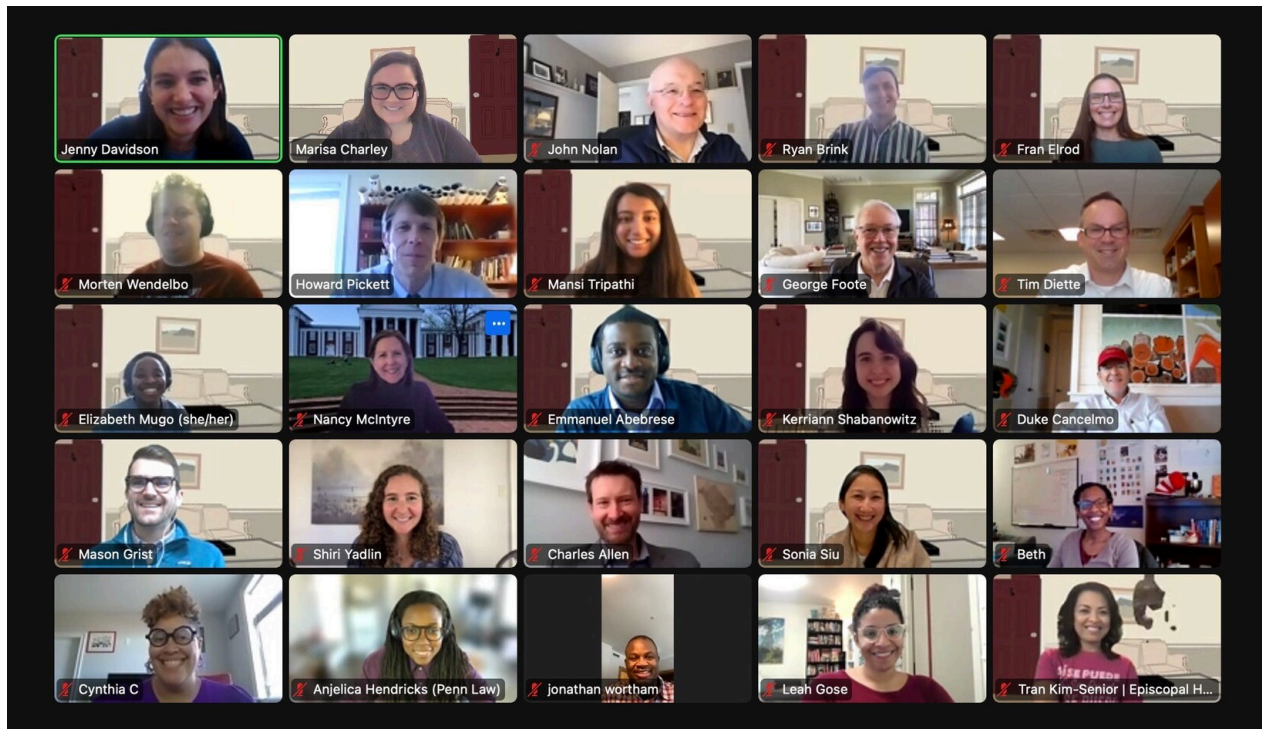 Jenny Davidson
Marisa Charley
John Nolan
Ryan Brink
Fran Elrod
Morten Wendelbo
Howard Pickett
Mansi Tripathi
George Foote
Tim Diette
Elizabeth Mugo (she/her)
Nancy McIntyre
Emmanuel Abebrese
Kerriann Shabanowitz
Duke Cancelmo
Mason Grist
Shiri Yadlin
Charles Allen
Sonia Siu
Beth
Cynthia C
Anjelica Hendricks (Penn Law)
jonathan wortham
Leah Gose
SÍSE PUEDE
Tran Kim-Senior | Episcopal H...